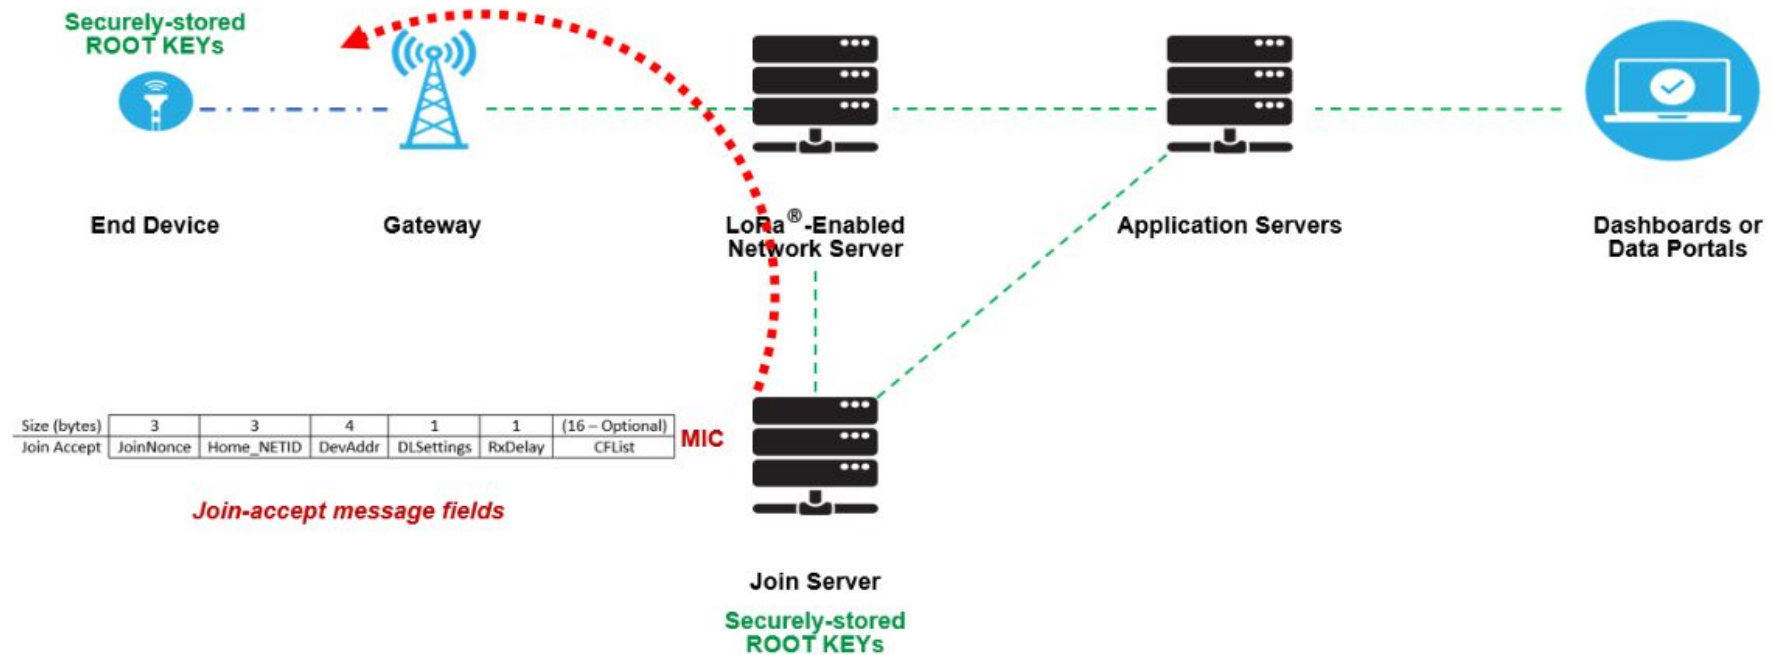 Securely-stored
ROOT KEYs
End Device
Gateway
LoRa®-Enabled
Network Server
Application Servers
Dashboards or
Data Portals
Size (bytes) 3 3 4 1 1 (16 – Optional)
Join Accept JoinNonce Home_NETID DevAddr DLSettings RxDelay CFList
MIC
Join-accept message fields
Join Server
Securely-stored
ROOT KEYs